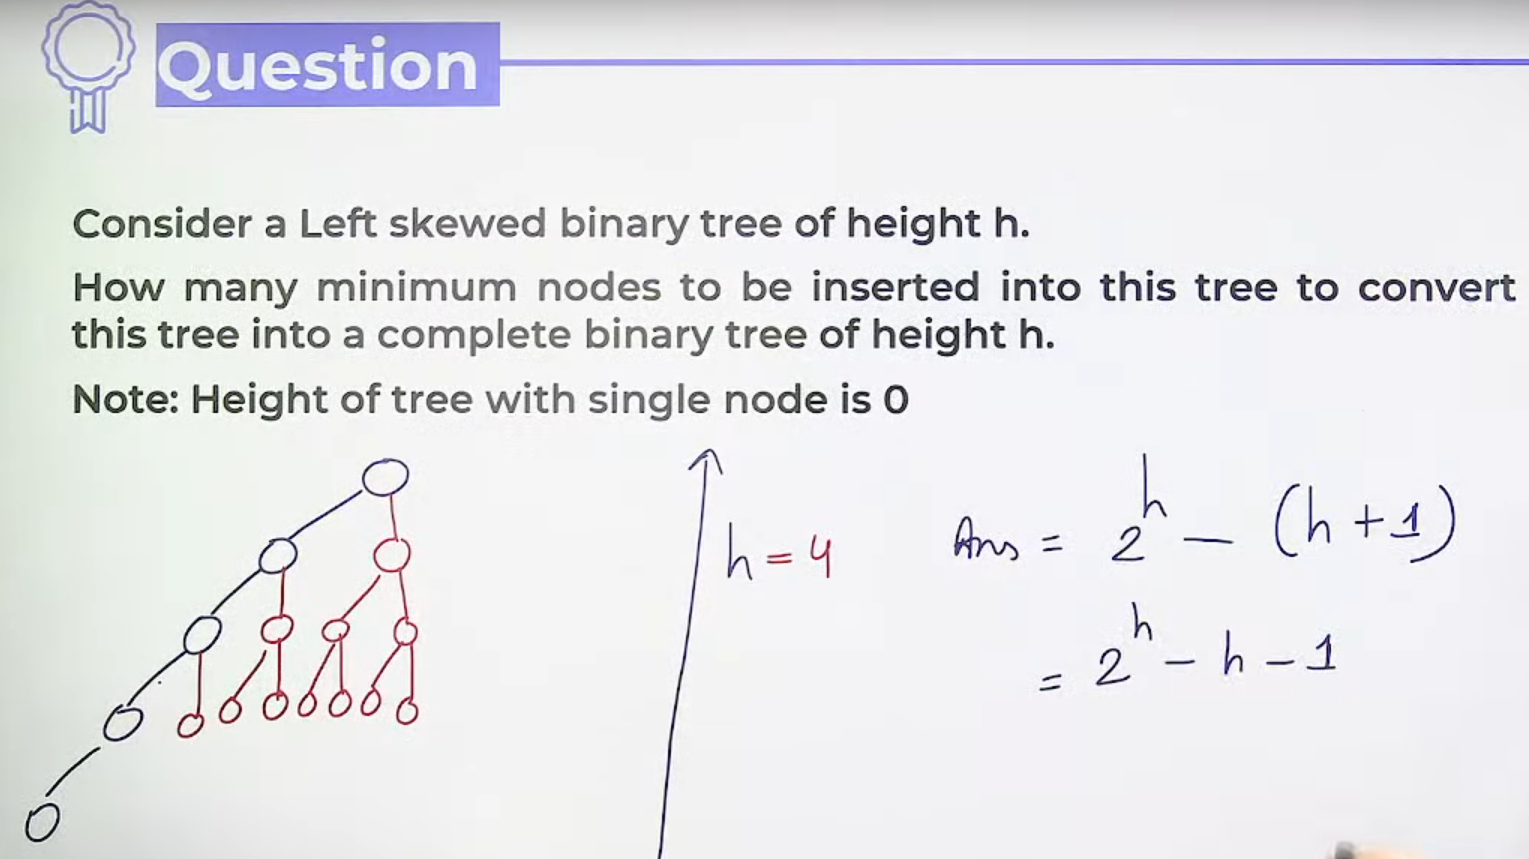 Question
Consider a Left skewed binary tree of height h.
How many minimum nodes to be inserted into this tree to convert
this tree into a complete binary tree of height h.
Note: Height of tree with single node is 0
h = 4
Ans = 2^h - (h + 1)
= 2^h - h - 1